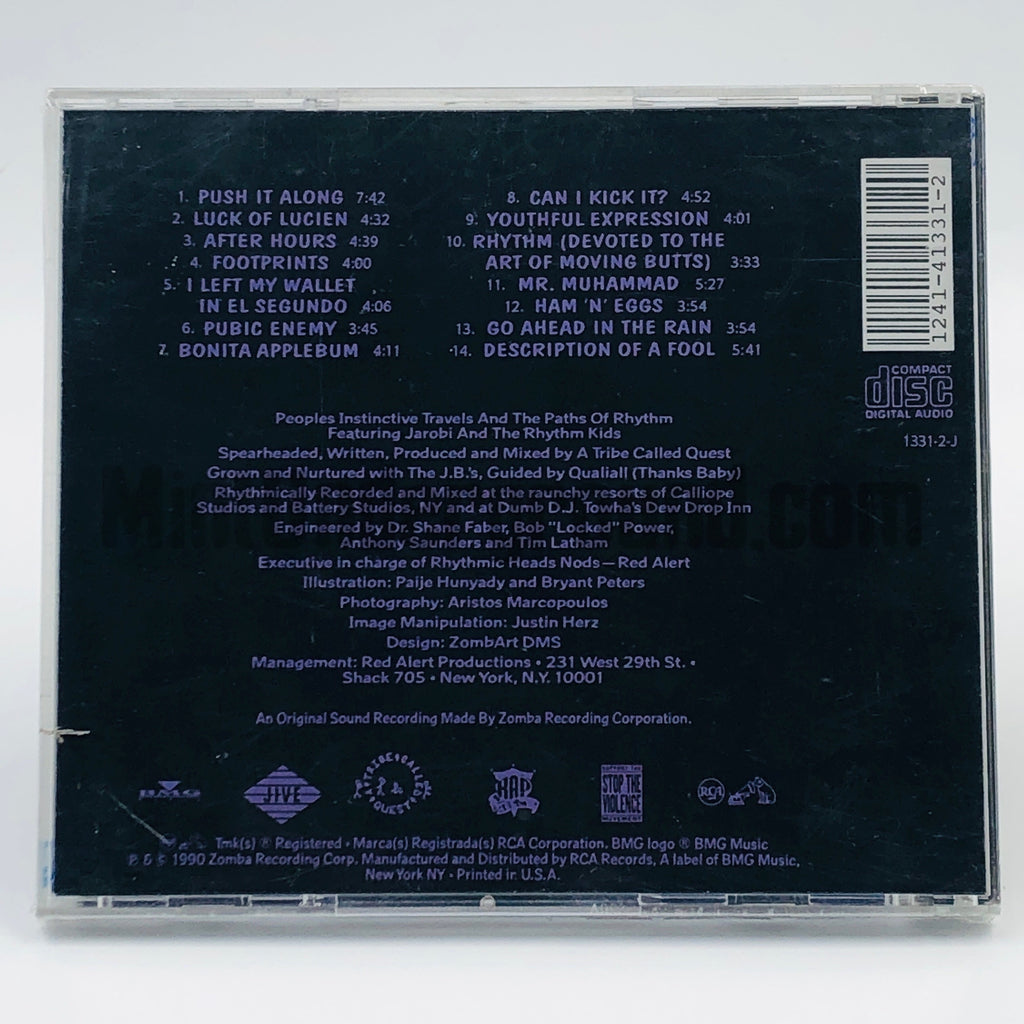 1. PUSH IT ALONG 7:42
2. LUCK OF LUCIEN 4:32
3. AFTER HOURS 4:39
4. FOOTPRINTS 4:00
5. I LEFT MY WALLET
IN EL SEGUNDO 4:06
6. PUBIC ENEMY 3:45
7. BONITA APPLEBUM 4:11
8. CAN I KICK IT? 4:52
9. YOUTHFUL EXPRESSION 4:01
10. RHYTHM (DEVOTED TO THE
ART OF MOVING BUTTS) 3:33
11. MR. MUHAMMAD 5:27
12. HAM 'N' EGGS 3:54
13. GO AHEAD IN THE RAIN 3:54
14. DESCRIPTION OF A FOOL 5:41
1241-41331-2
COMPACT
disc
DIGITAL AUDIO
1331-2-J
Peoples Instinctive Travels And The Paths Of Rhythm
Featuring Jarobi And The Rhythm Kids
Spearheaded, Written, Produced and Mixed by A Tribe Called Quest
Grown and Nurtured with The J.B.'s, Guided by Qualiall (Thanks Baby)
Rhythimically Recorded and Mixed at the raunchy resorts of Calliope
Studios and Battery Studios, NY and at Dumb D.J. Towha's Dew Drop Inn
Engineered by Dr. Shane Faber, Bob "Locked" Power,
Anthony Saunders and Tim Latham
Executive in charge of Rhythmic Heads Nods—Red Alert
Illustration: Paije Hunyady and Bryant Peters
Photography: Aristos Marcopoulos
Image Manipulation: Justin Herz
Design: ZombArt DMS
Management: Red Alert Productions • 231 West 29th St. •
Shack 705 • New York, N.Y. 10001
An Original Sound Recording Made By Zomba Recording Corporation.
BMG
JIVE
A TRIBE CALLED QUEST
RAP
STOP THE
VIOLENCE
MOVEMENT
RCA
Tmk(s) ® Registered • Marca(s) Registrada(s) RCA Corporation. BMG logo ® BMG Music
℗ & © 1990 Zomba Recording Corp. Manufactured and Distributed by RCA Records, A label of BMG Music,
New York NY • Printed in U.S.A.